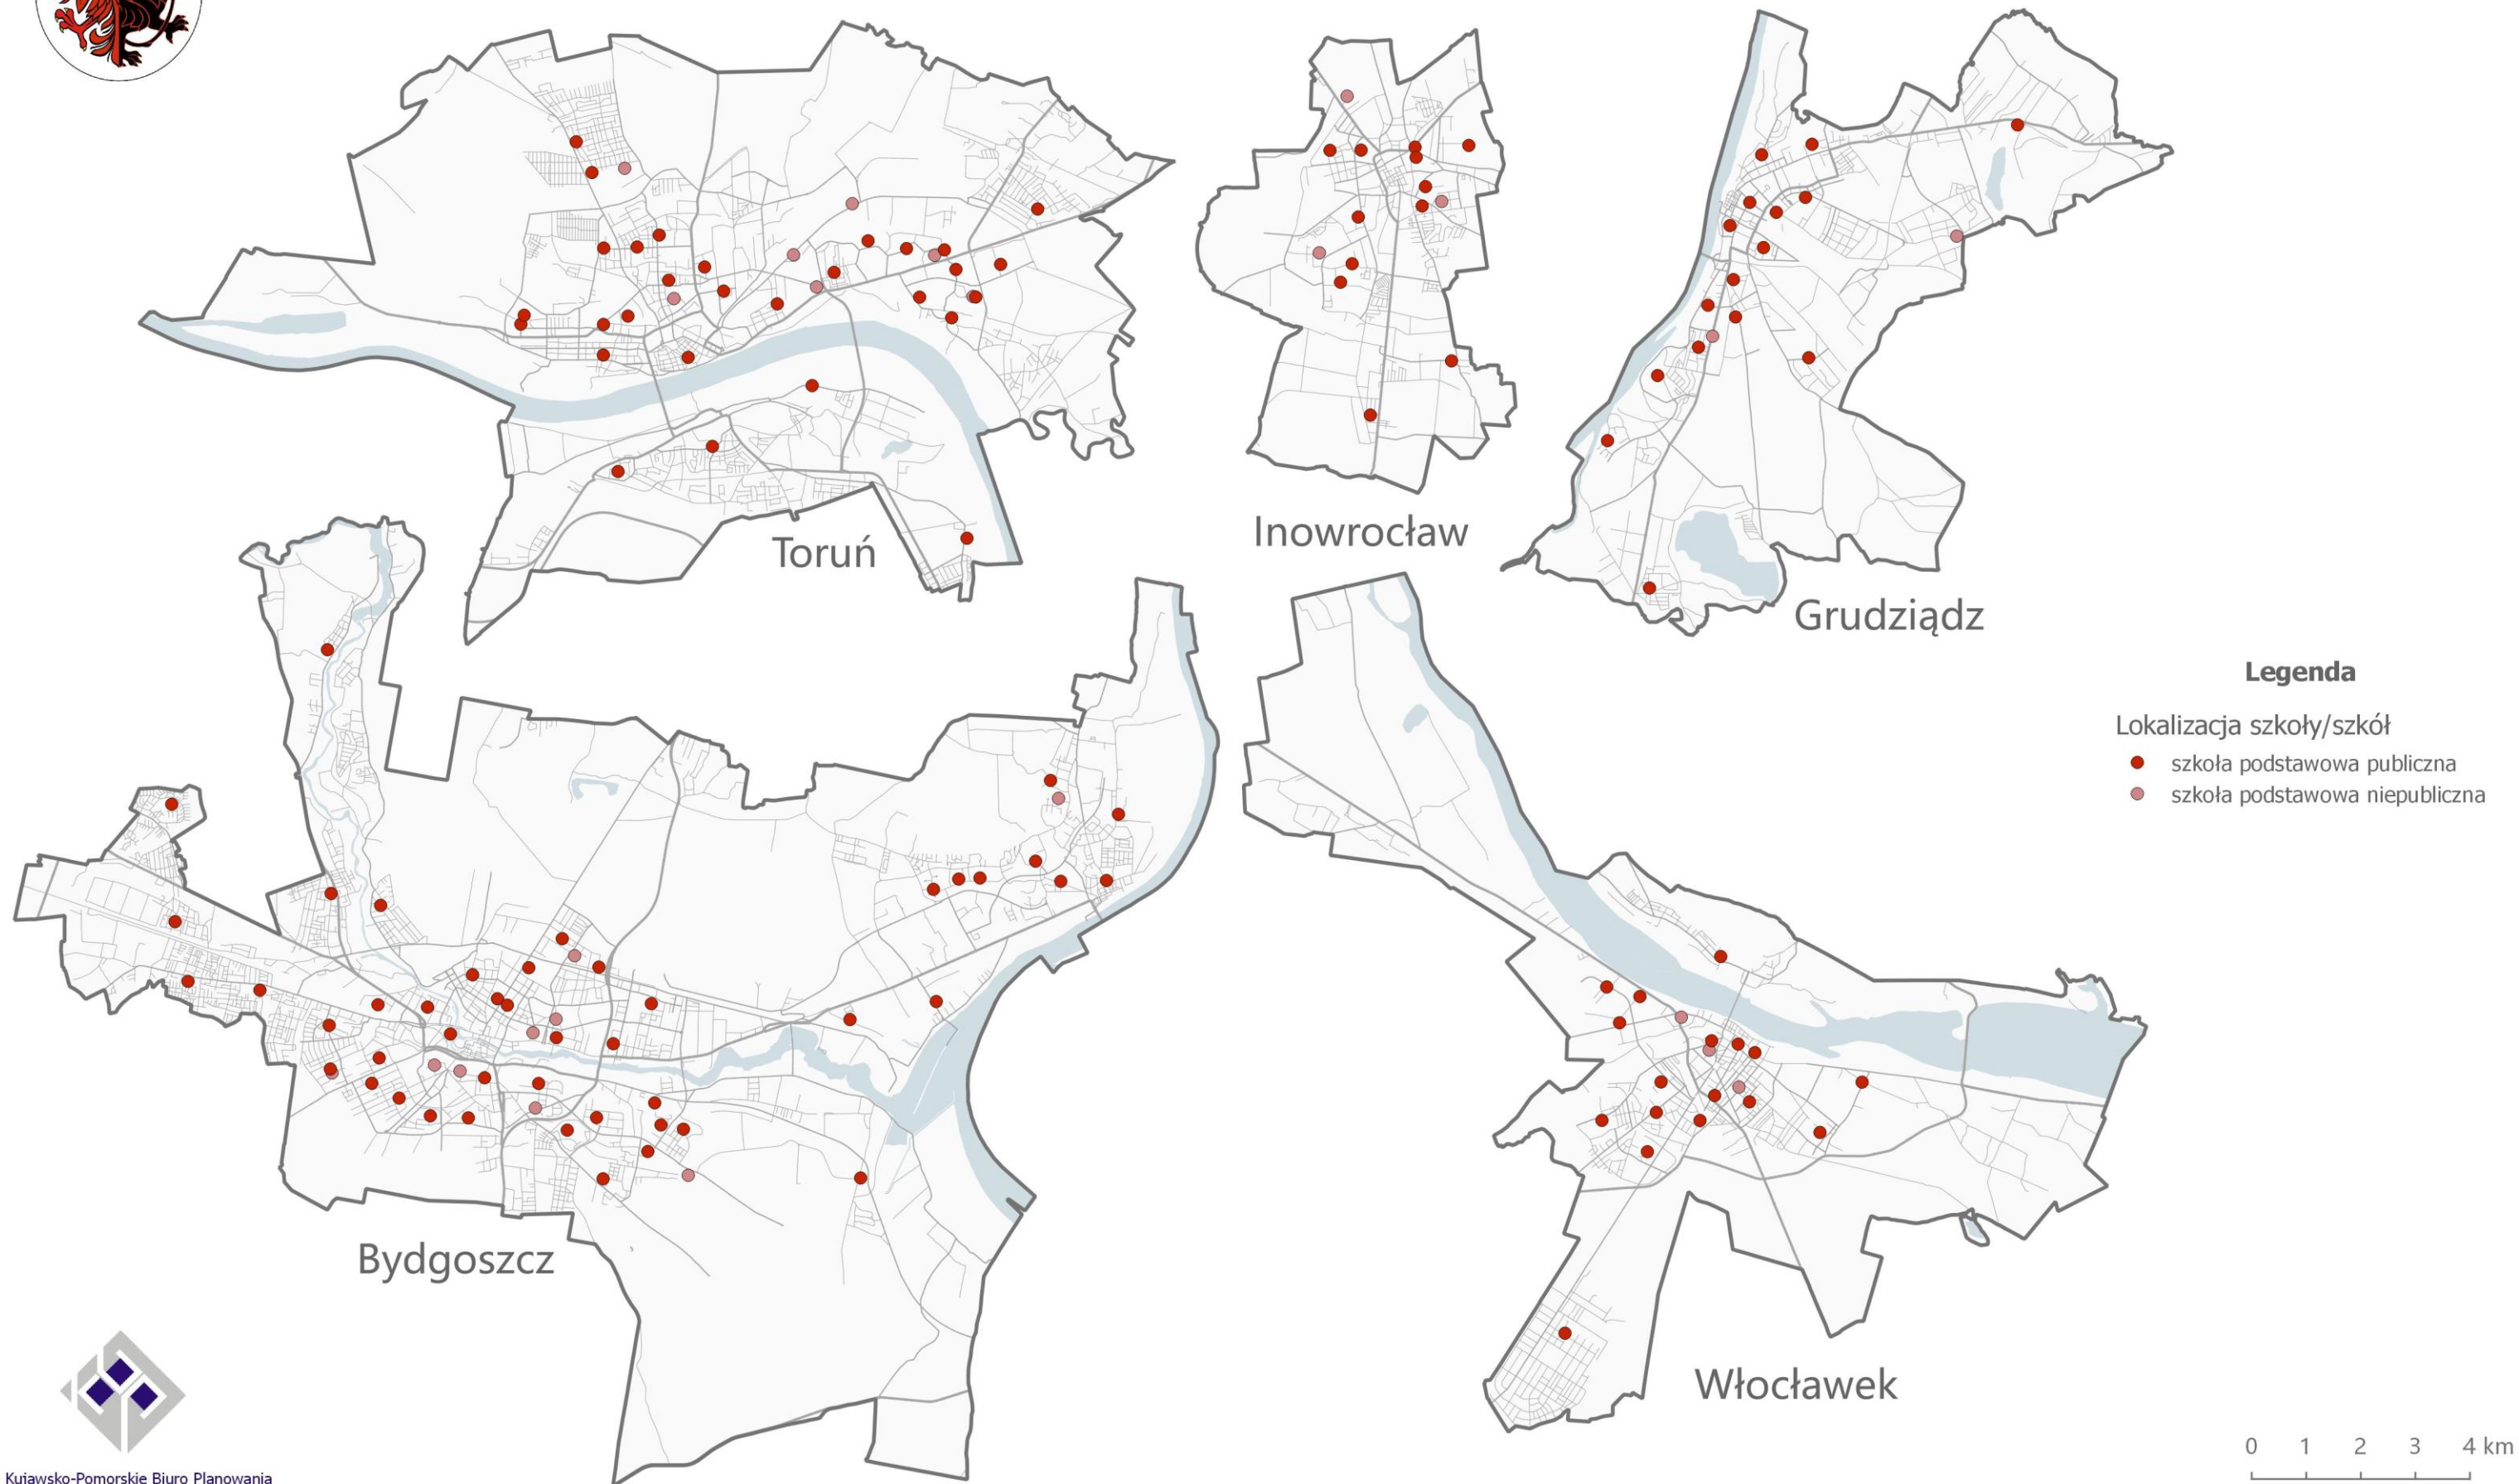 Toruń
Inowrocław
Grudziądz
Legenda
Lokalizacja szkoły/szkół
szkoła podstawowa publiczna
szkoła podstawowa niepubliczna
Bydgoszcz
Włocławek
0 1 2 3 4 km
Kujawsko-Pomorskie Biuro Planowania